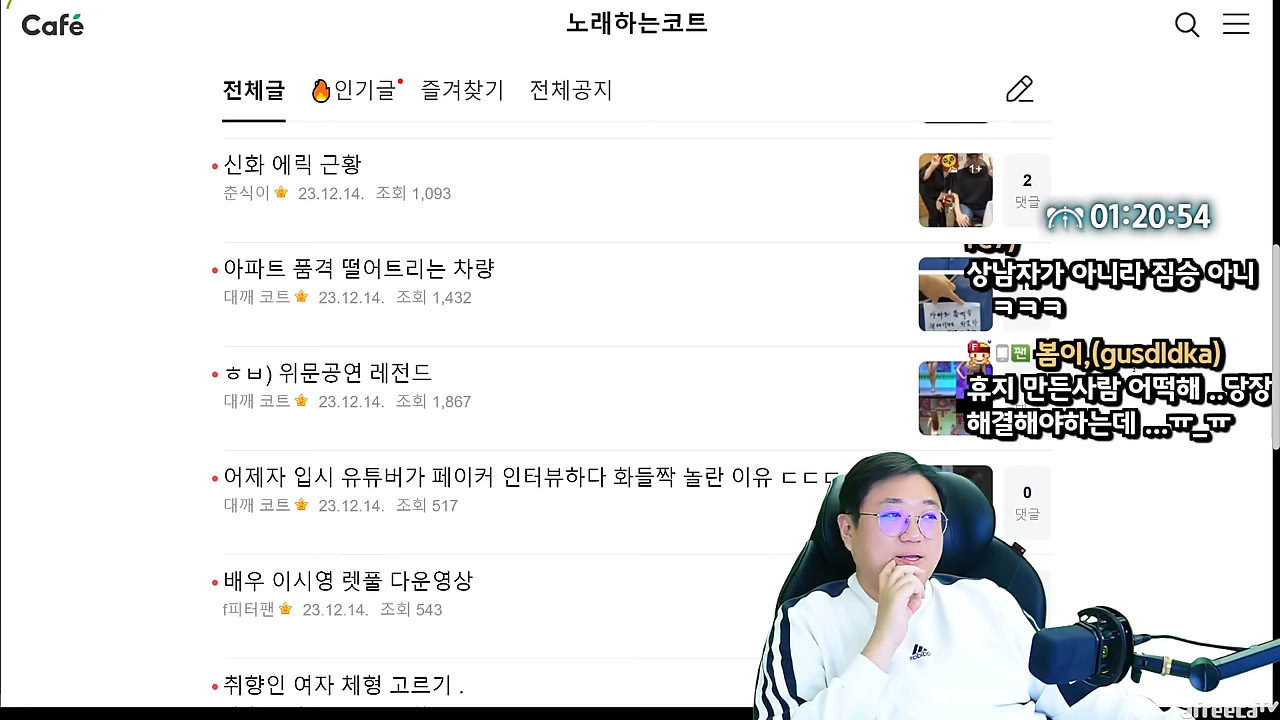 Café
노래하는코트
전체글
인기글
즐겨찾기
전체공지
신화 에릭 근황
춘식이 23.12.14. 조회 1,093
1+
2
댓글
01:20:54
아파트 품격 떨어트리는 차량
대깨 코트 23.12.14. 조회 1,432
상남자가 아니라 짐승 아니
ㅋㅋㅋ
ㅎㅂ) 위문공연 레전드
대깨 코트 23.12.14. 조회 1,867
팬 봄이,(gusdldka)
휴지 만든사람 어떡해 ..당장
해결해야하는데 ...ㅠ_ㅠ
어제자 입시 유튜버가 페이커 인터뷰하다 화들짝 놀란 이유 ㄷㄷㄷ
대깨 코트 23.12.14. 조회 517
0
댓글
배우 이시영 렛풀 다운영상
f피터팬 23.12.14. 조회 543
취향인 여자 체형 고르기 .
afreecaTV